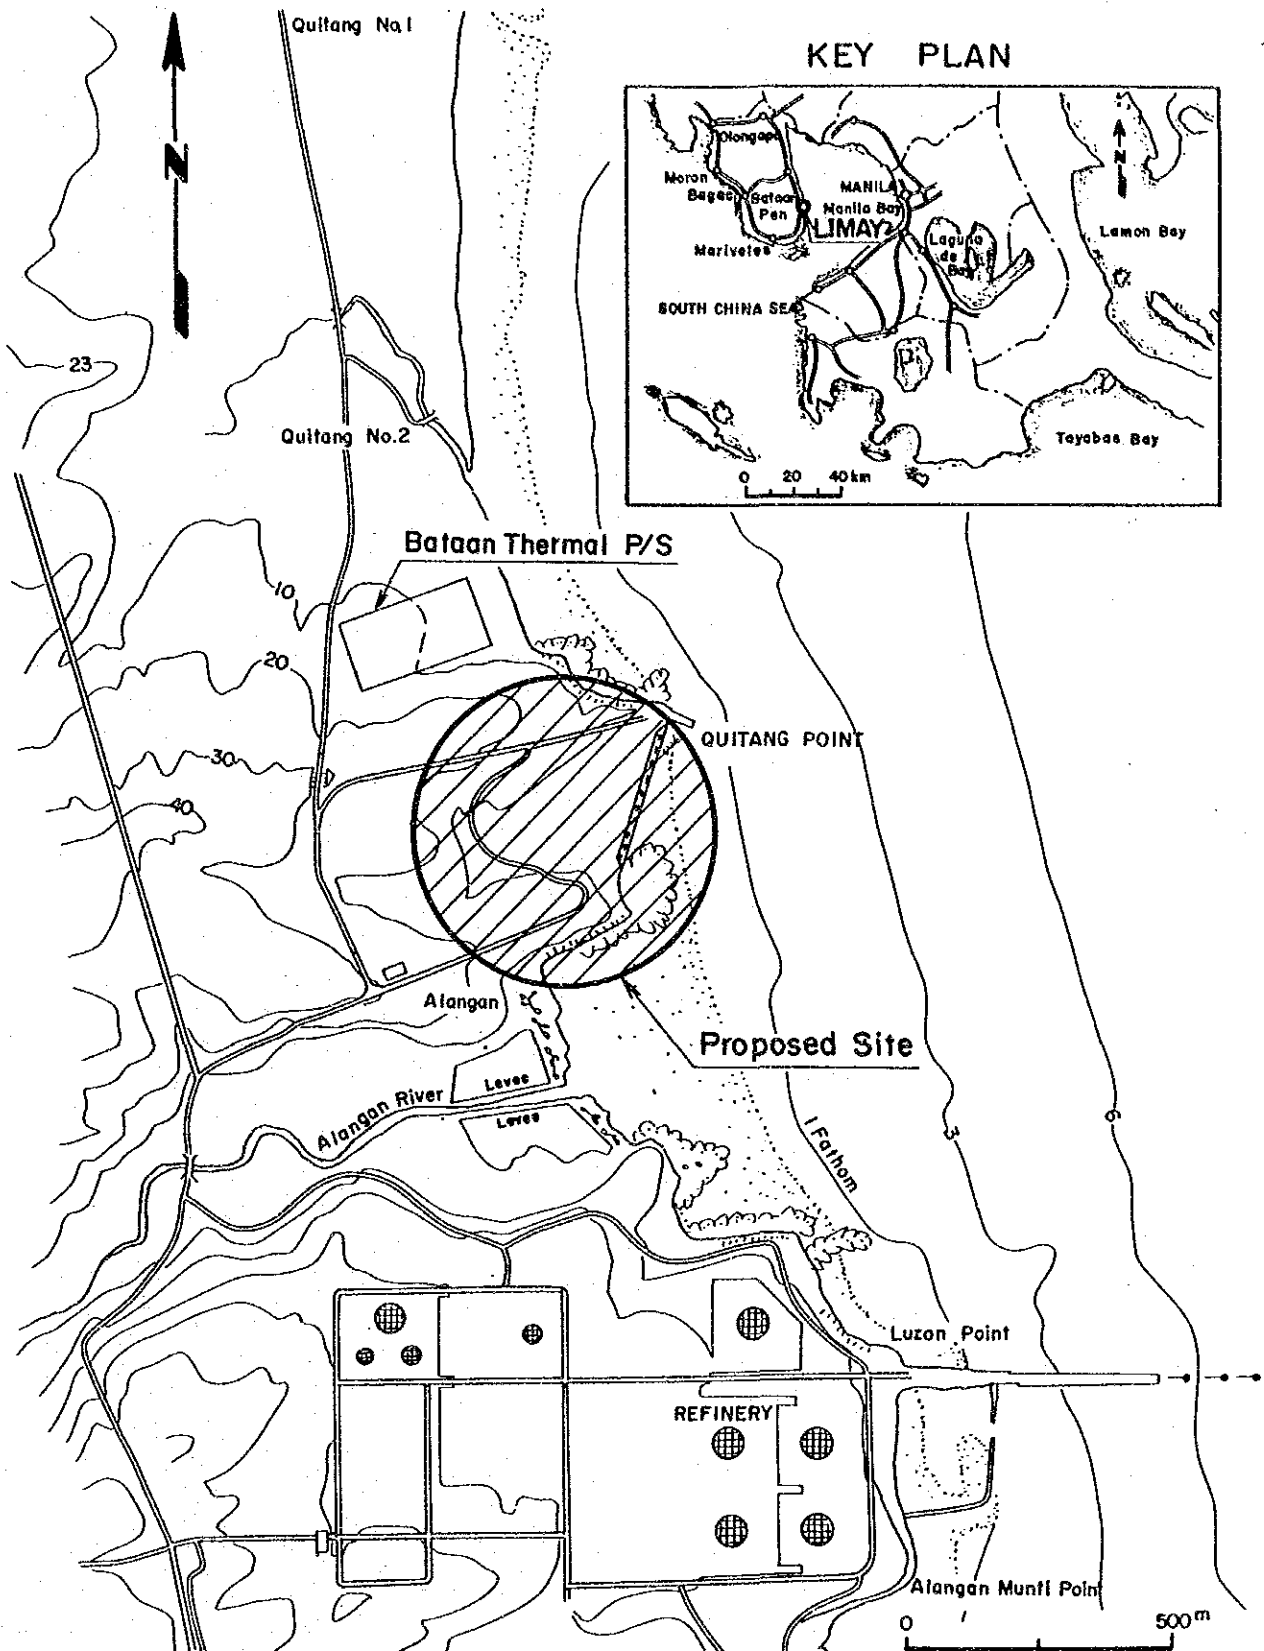 Quitang No.1
KEY PLAN
N
Olongapo
Moron
Bagac
Bataan
Pen
MANILA
Manila Bay
LIMAY
Mariveles
Laguna
de
Bay
Lamon Bay
N
SOUTH CHINA SEA
Tayabas Bay
0 20 40 km
23
Quitang No.2
Bataan Thermal P/S
10
20
30
40
QUITANG POINT
Alangan
Proposed Site
Alangan River
Levee
Levee
1 Fathom
3
6
Luzon Point
REFINERY
Alangan Munti Point
0 500m